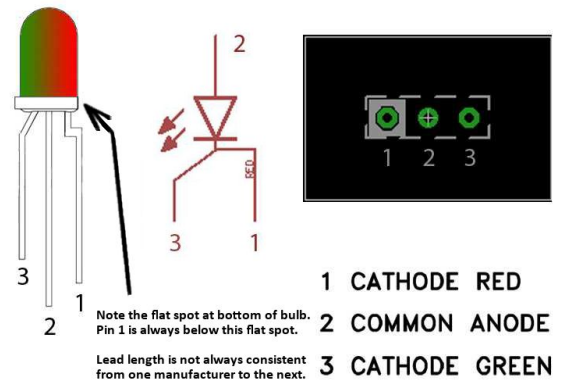 2
RED
3
1
1 2 3
3
2
1
Note the flat spot at bottom of bulb.
Pin 1 is always below this flat spot.
Lead length is not always consistent
from one manufacturer to the next.
1 CATHODE RED
2 COMMON ANODE
3 CATHODE GREEN